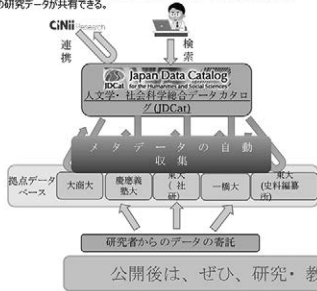 の研究データが共有できる。
CiNii Research
連携
検索
JDCat
Japan Data Catalog
for the Humanities and Social Sciences
人文学・社会科学総合データカタロ
グ(JDCat)
メタデータの自動
収集
拠点データ
ベース
大商大
慶應義
塾大
東大
(社
研)
一橋大
東大
(史料編纂
所)
研究者からのデータの寄託
公開後は、ぜひ、研究・教